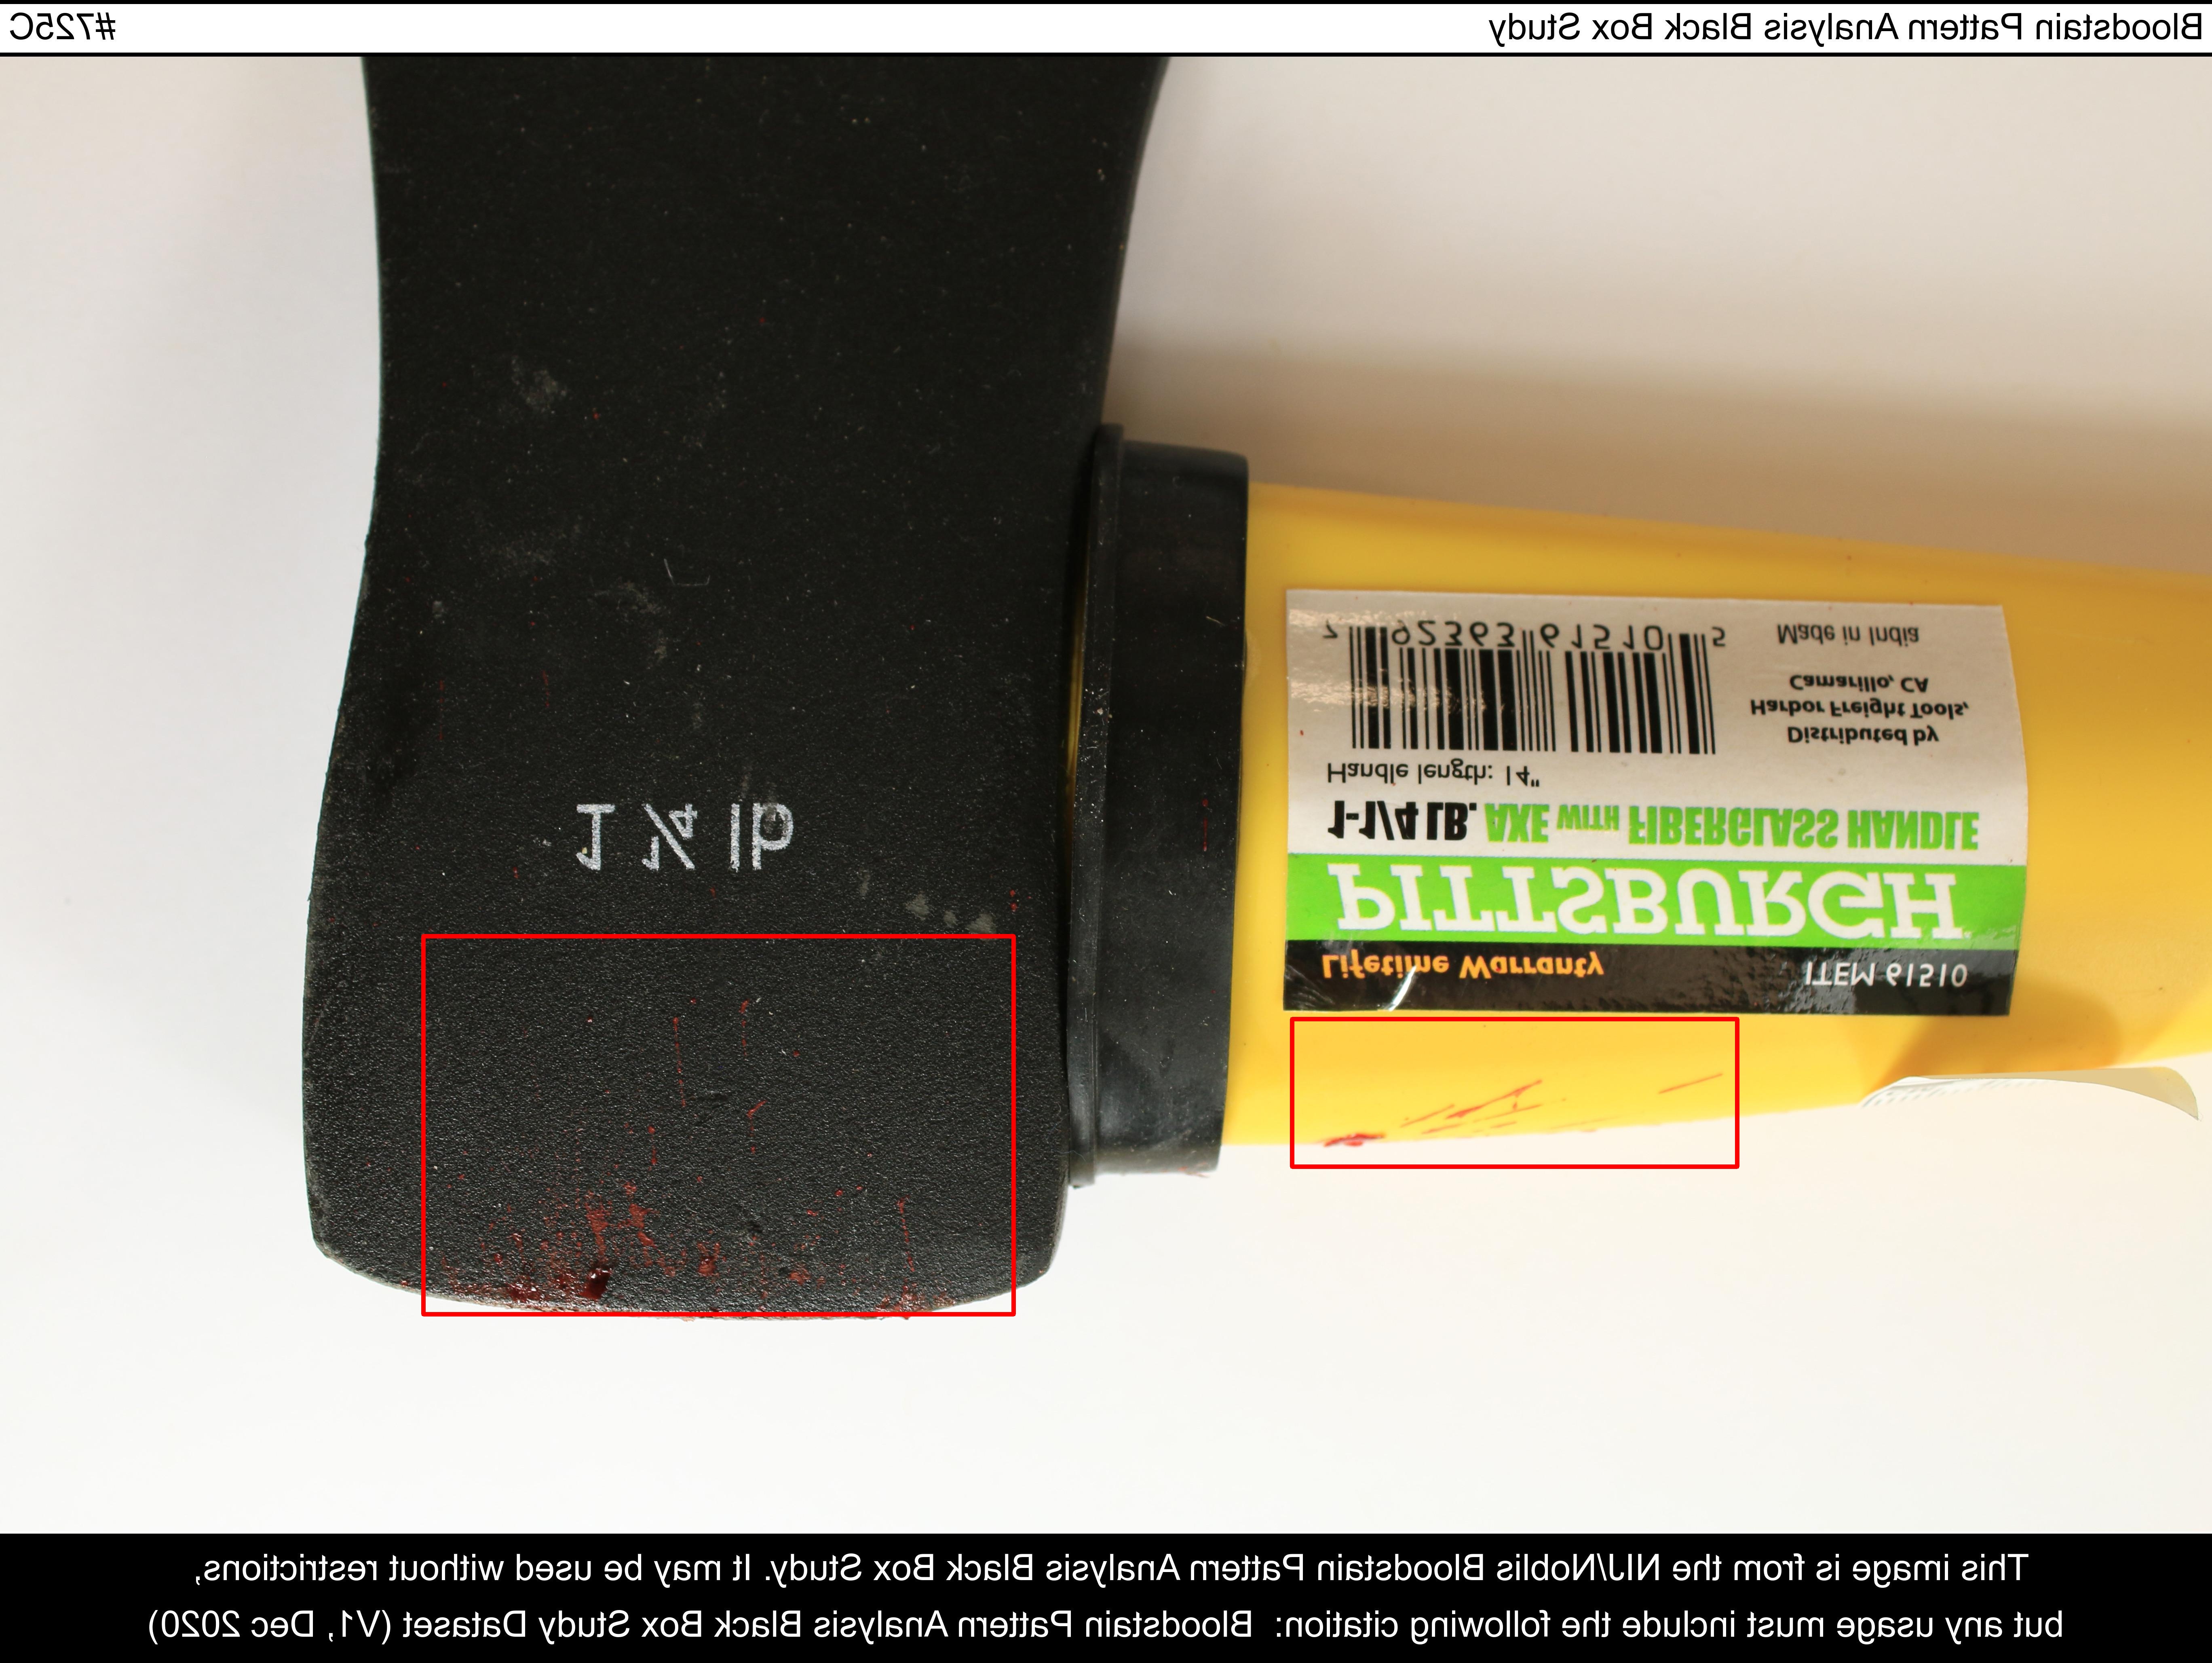 Bloodstain Pattern Analysis Black Box Study
#725C
1 ¼ lb
ITEM 61510
Lifetime Warranty
PITTSBURGH
1-1/4 LB. AXE WITH FIBERGLASS HANDLE
Handle length: 14"
Distributed by
Harbor Freight Tools,
Camarillo, CA
Made in India
7 92363 61510 5
This image is from the NIJ/Noblis Bloodstain Pattern Analysis Black Box Study. It may be used without restrictions,
but any usage must include the following citation: Bloodstain Pattern Analysis Black Box Study Dataset (V1, Dec 2020)